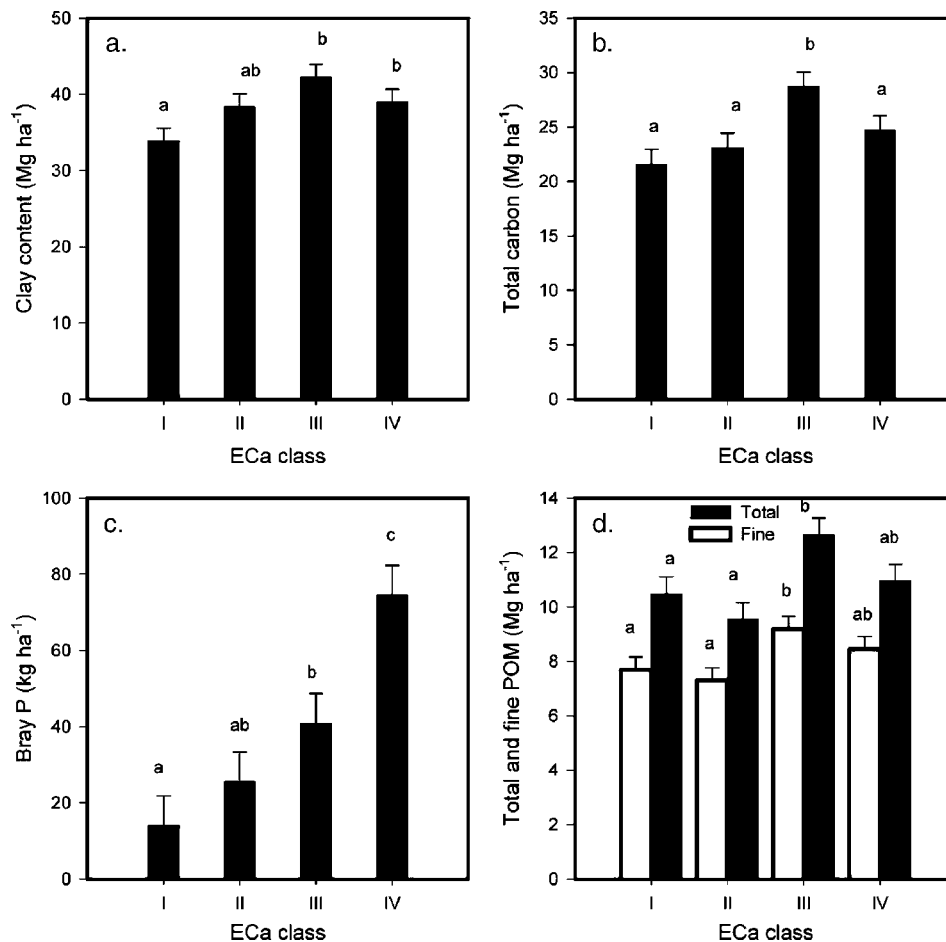 a.
Clay content (Mg ha⁻¹)
50
40
30
20
10
0
a
ab
b
b
I II III IV
ECa class
b.
Total carbon (Mg ha⁻¹)
35
30
25
20
15
10
5
0
a
a
b
a
I II III IV
ECa class
c.
Bray P (kg ha⁻¹)
100
80
60
40
20
0
a
ab
b
c
I II III IV
ECa class
d.
Total
Fine
Total and fine POM (Mg ha⁻¹)
14
12
10
8
6
4
2
0
a
a
a
a
b
b
ab
ab
I II III IV
ECa class